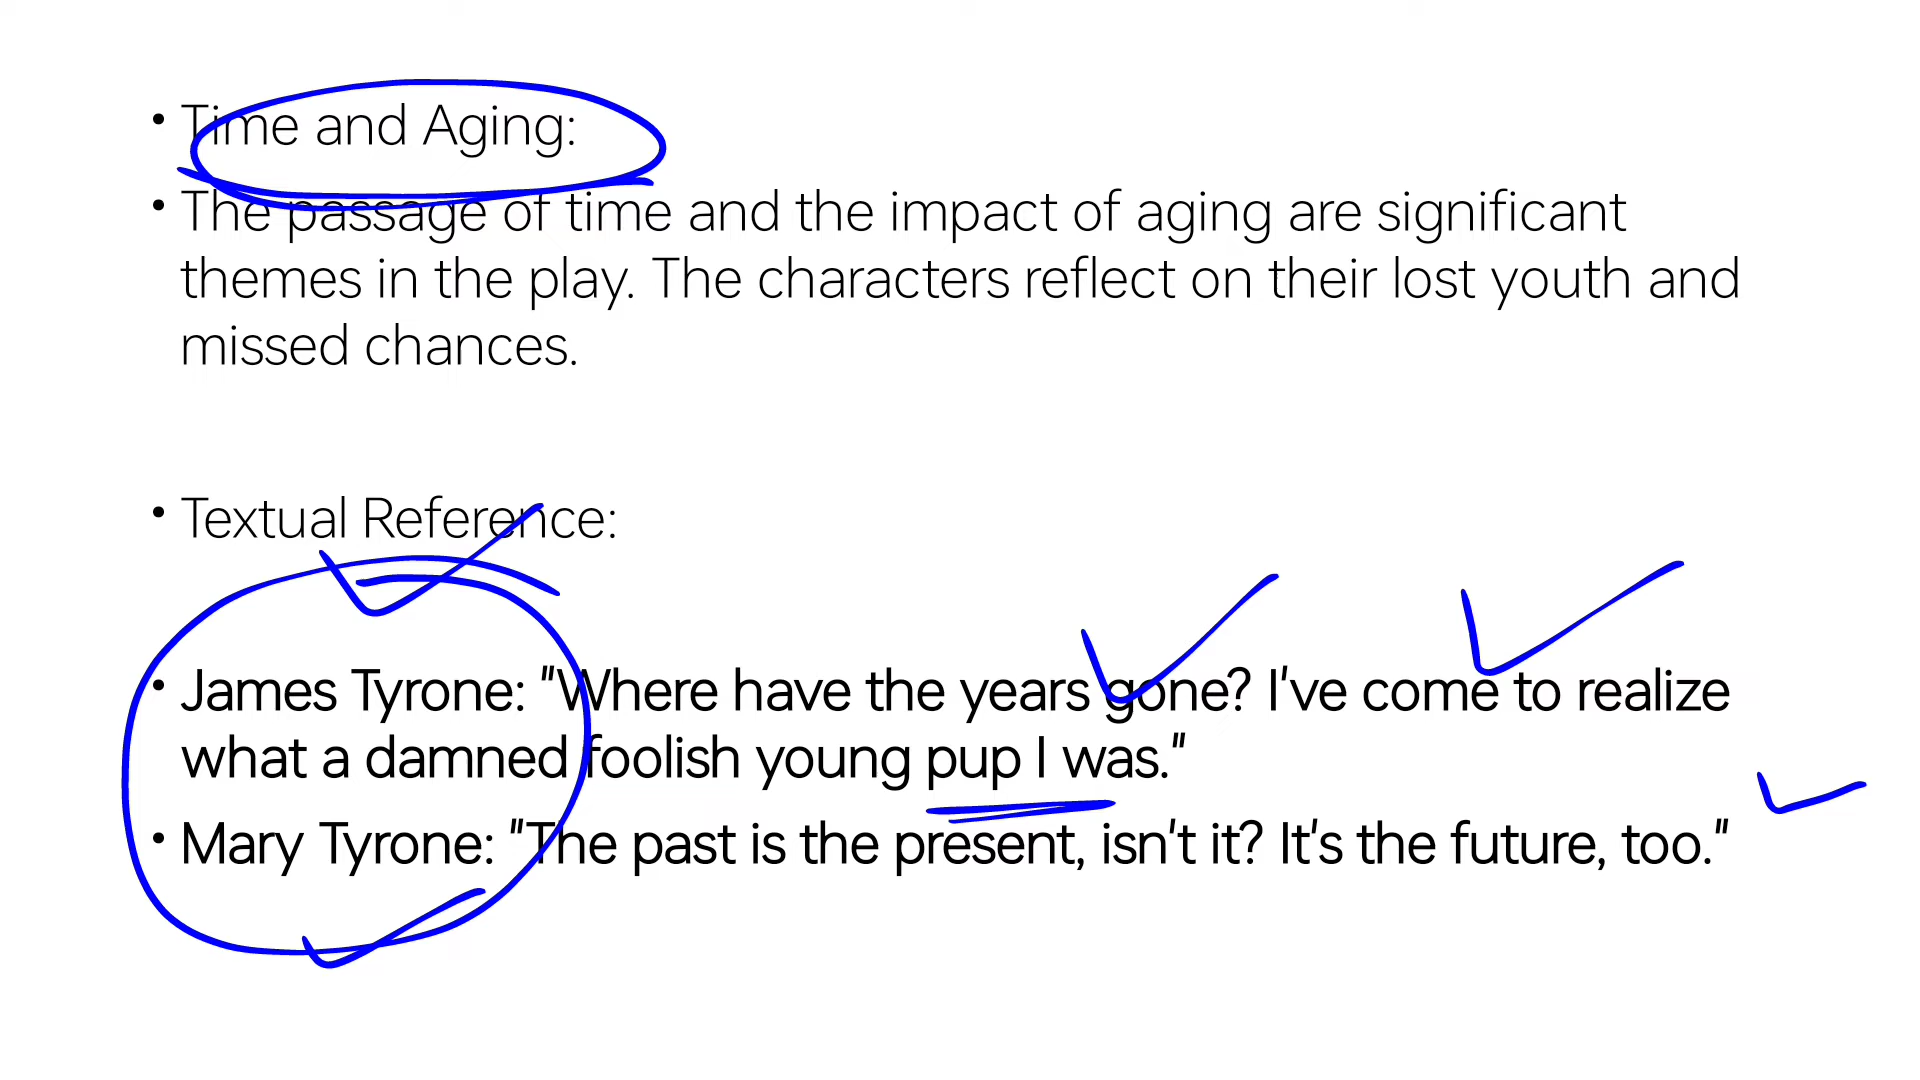 • Time and Aging:
• The passage of time and the impact of aging are significant
themes in the play. The characters reflect on their lost youth and
missed chances.
• Textual Reference:
• James Tyrone: "Where have the years gone? I've come to realize
what a damned foolish young pup I was."
• Mary Tyrone: "The past is the present, isn't it? It's the future, too."